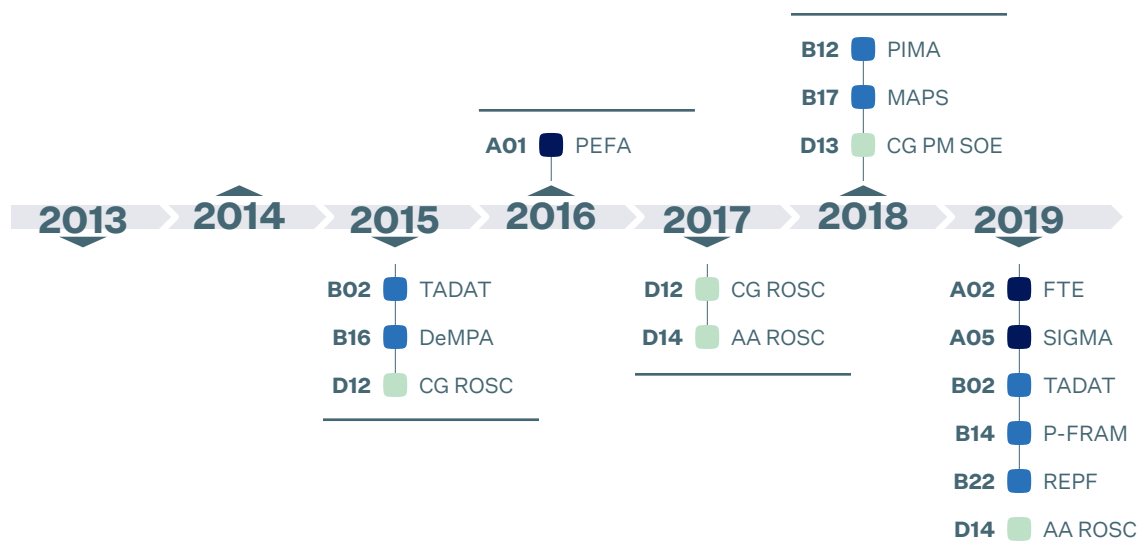 B12 PIMA
B17 MAPS
D13 CG PM SOE
A01 PEFA
2013 2014 2015 2016 2017 2018 2019
B02 TADAT
B16 DeMPA
D12 CG ROSC
D12 CG ROSC
D14 AA ROSC
A02 FTE
A05 SIGMA
B02 TADAT
B14 P-FRAM
B22 REPF
D14 AA ROSC